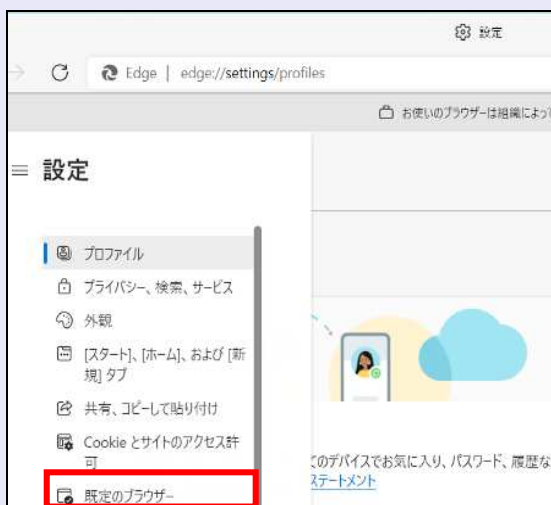 設定
Edge | edge://settings/profiles
お使いのブラウザーは組織によって
設定
プロファイル
プライバシー、検索、サービス
外観
[スタート]、[ホーム]、および [新
規] タブ
共有、コピーして貼り付け
Cookie とサイトのアクセス許
可
既定のブラウザー
てのデバイスでお気に入り、パスワード、履歴な
ステートメント